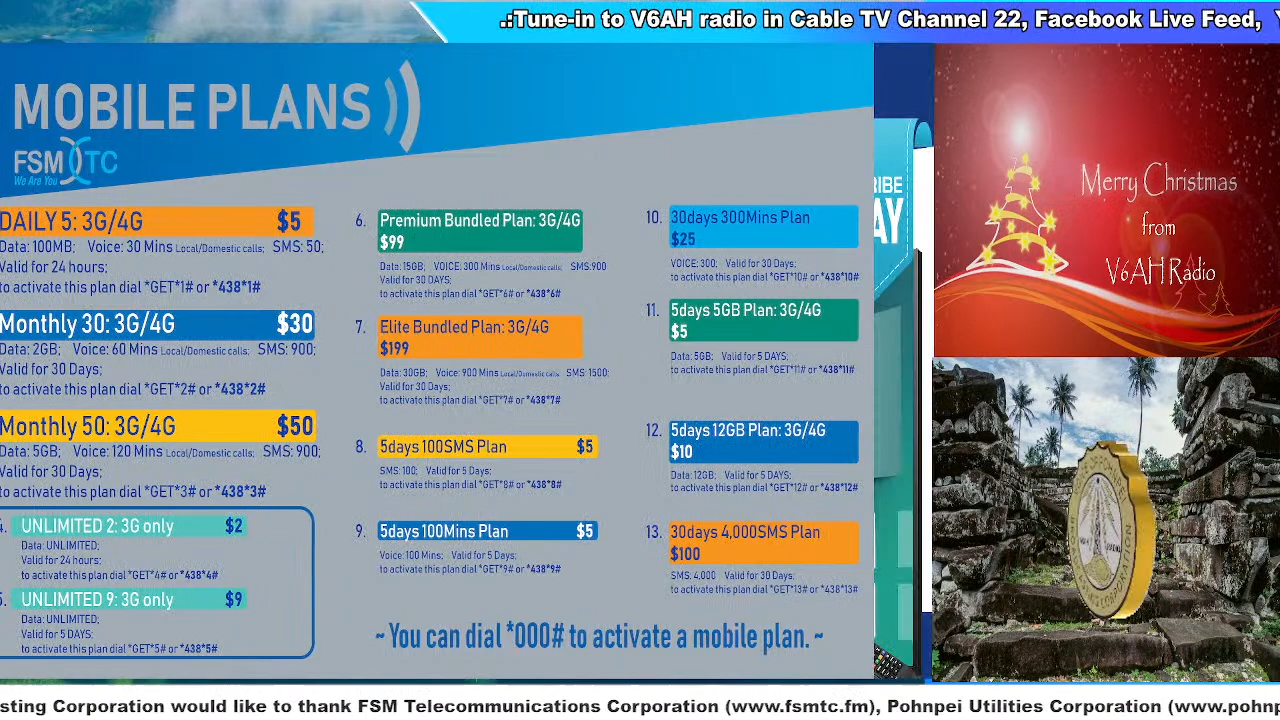 .:Tune-in to V6AH radio in Cable TV Channel 22, Facebook Live Feed,
MOBILE PLANS
FSMTC
We Are You
DAILY 5: 3G/4G $5
Data: 100MB; Voice: 30 Mins Local/Domestic calls; SMS: 50;
Valid for 24 hours;
to activate this plan dial *GET*1# or *438*1#
Monthly 30: 3G/4G $30
Data: 2GB; Voice: 60 Mins Local/Domestic calls; SMS: 900;
Valid for 30 Days;
to activate this plan dial *GET*2# or *438*2#
Monthly 50: 3G/4G $50
Data: 5GB; Voice: 120 Mins Local/Domestic calls; SMS: 900;
Valid for 30 Days;
to activate this plan dial *GET*3# or *438*3#
4. UNLIMITED 2: 3G only $2
Data: UNLIMITED;
Valid for 24 hours;
to activate this plan dial *GET*4# or *438*4#
5. UNLIMITED 9: 3G only $9
Data: UNLIMITED;
Valid for 5 DAYS;
to activate this plan dial *GET*5# or *438*5#
6. Premium Bundled Plan: 3G/4G
$99
Data: 15GB; VOICE: 300 Mins Local/Domestic calls; SMS:900
Valid for 30 DAYS;
to activate this plan dial *GET*6# or *438*6#
7. Elite Bundled Plan: 3G/4G
$199
Data: 30GB; Voice: 900 Mins Local/Domestic calls; SMS: 1500;
Valid for 30 Days;
to activate this plan dial *GET*7# or *438*7#
8. 5days 100SMS Plan $5
SMS: 100; Valid for 5 Days;
to activate this plan dial *GET*8# or *438*8#
9. 5days 100Mins Plan $5
Voice: 100 Mins; Valid for 5 Days;
to activate this plan dial *GET*9# or *438*9#
10. 30days 300Mins Plan
$25
VOICE: 300; Valid for 30 Days;
to activate this plan dial *GET*10# or *438*10#
11. 5days 5GB Plan: 3G/4G
$5
Data: 5GB; Valid for 5 DAYS;
to activate this plan dial *GET*11# or *438*11#
12. 5days 12GB Plan: 3G/4G
$10
Data: 12GB; Valid for 5 DAYS;
to activate this plan dial *GET*12# or *438*12#
13. 30days 4,000SMS Plan
$100
SMS: 4,000 Valid for 30 Days;
to activate this plan dial *GET*13# or *438*13#
~ You can dial *000# to activate a mobile plan. ~
IBE
AY
Merry Christmas
from
V6AH Radio
sting Corporation would like to thank FSM Telecommunications Corporation (www.fsmtc.fm), Pohnpei Utilities Corporation (www.pohnp